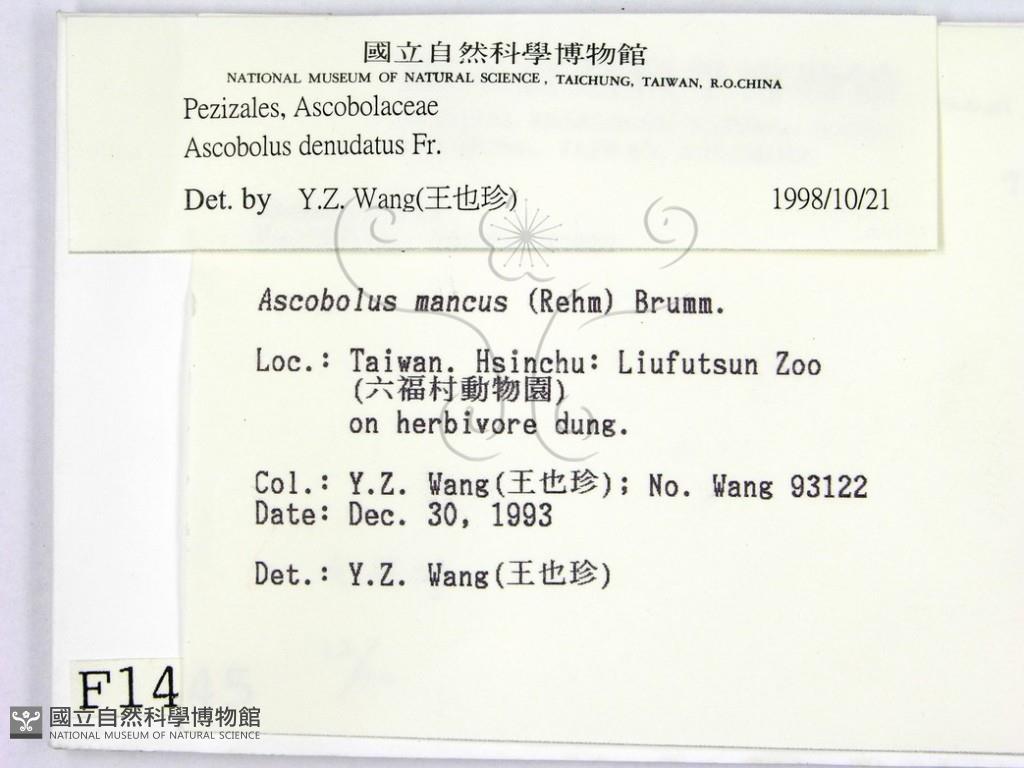 國立自然科學博物館
NATIONAL MUSEUM OF NATURAL SCIENCE, TAICHUNG, TAIWAN, R.O.CHINA
Pezizales, Ascobolaceae
Ascobolus denudatus Fr.
Det. by Y.Z. Wang(王也珍) 1998/10/21
Ascobolus mancus (Rehm) Brumm.
Loc.: Taiwan. Hsinchu: Liufutsun Zoo
(六福村動物園)
on herbivore dung.
Col.: Y.Z. Wang(王也珍); No. Wang 93122
Date: Dec. 30, 1993
Det.: Y.Z. Wang(王也珍)
F14
國立自然科學博物館
NATIONAL MUSEUM OF NATURAL SCIENCE